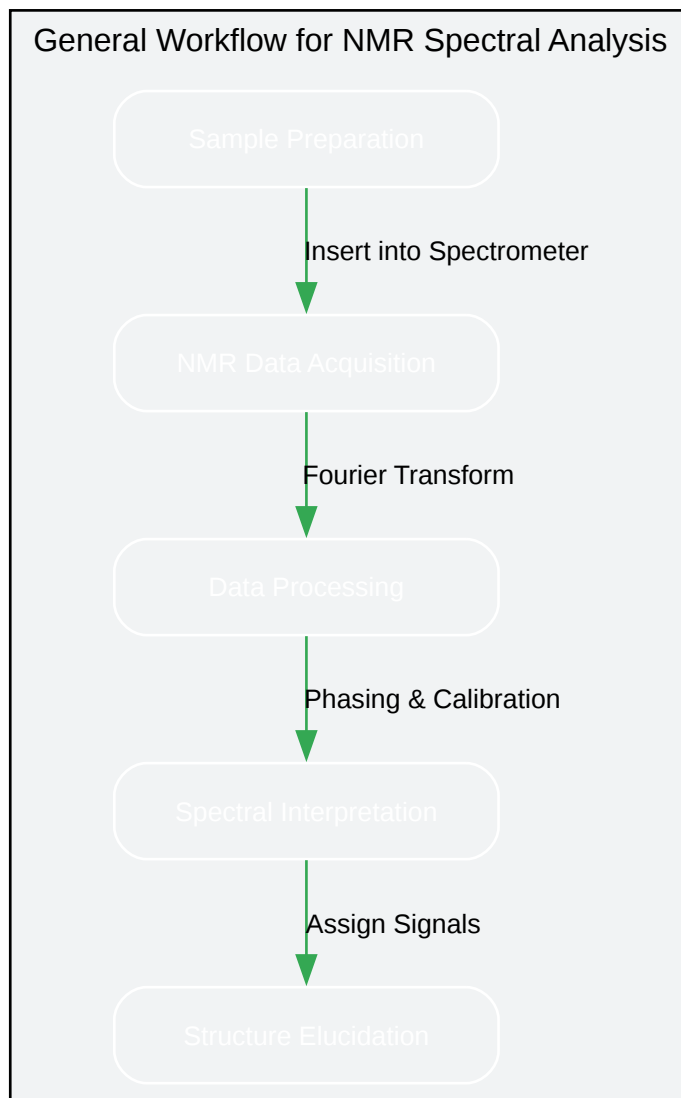 General Workflow for NMR Spectral Analysis
Sample Preparation
Insert into Spectrometer
NMR Data Acquisition
Fourier Transform
Data Processing
Phasing & Calibration
Spectral Interpretation
Assign Signals
Structure Elucidation